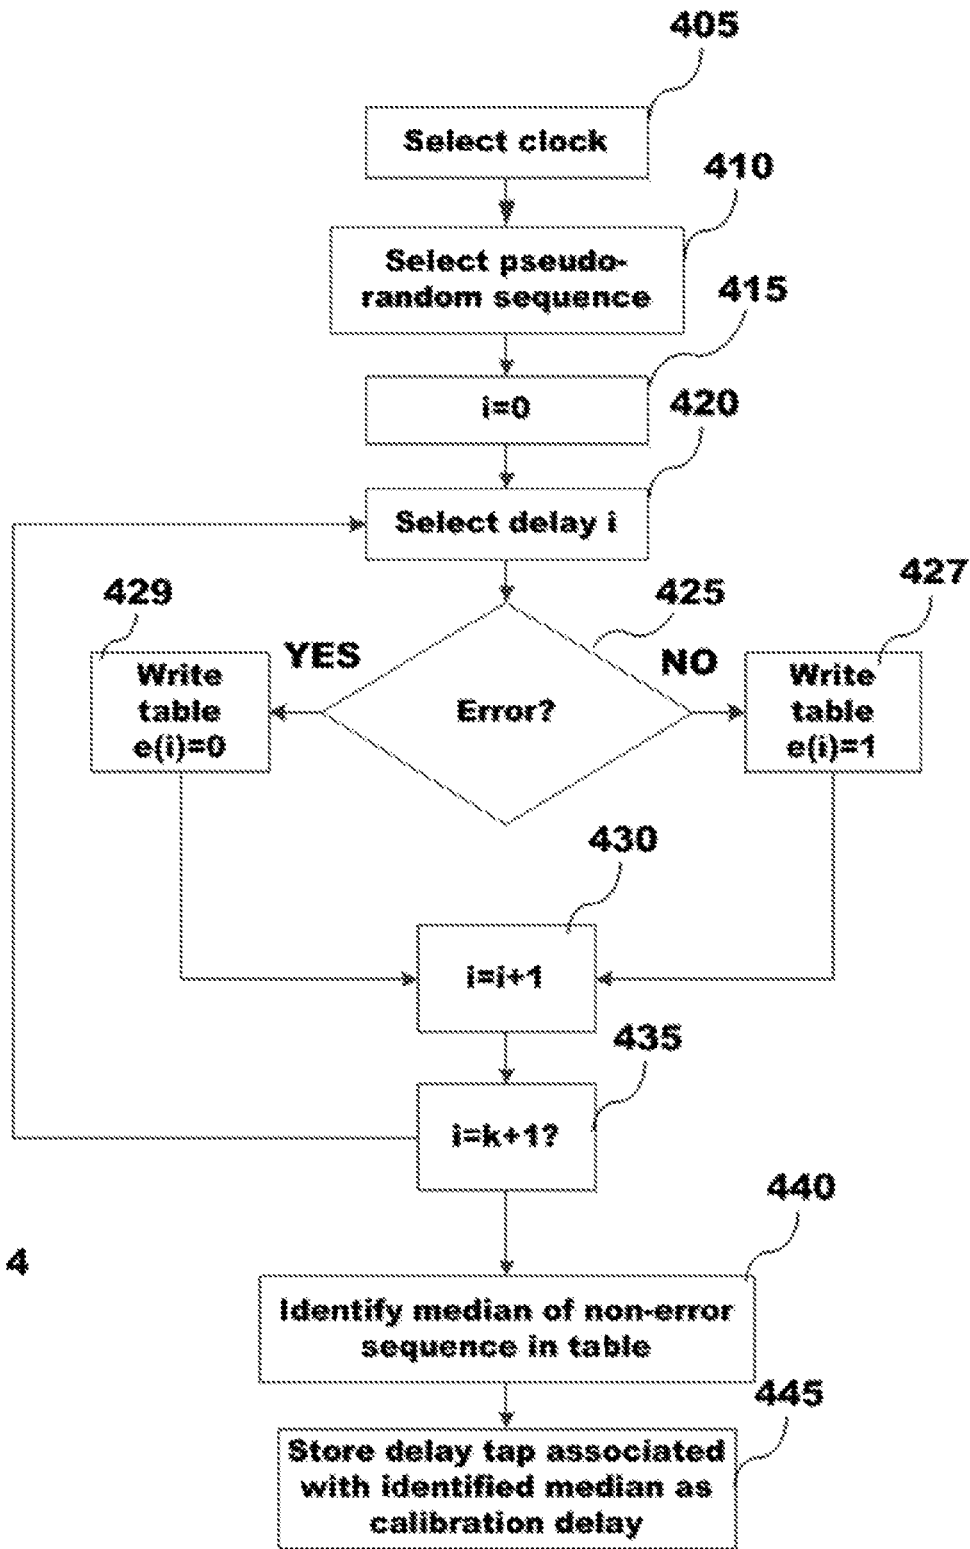 405
Select clock
410
Select pseudo-
random sequence
415
i=0
420
Select delay i
425
429
427
YES
NO
Write
table
e(i)=0
Error?
Write
table
e(i)=1
430
i=i+1
435
i=k+1?
440
4
Identify median of non-error
sequence in table
445
Store delay tap associated
with identified median as
calibration delay